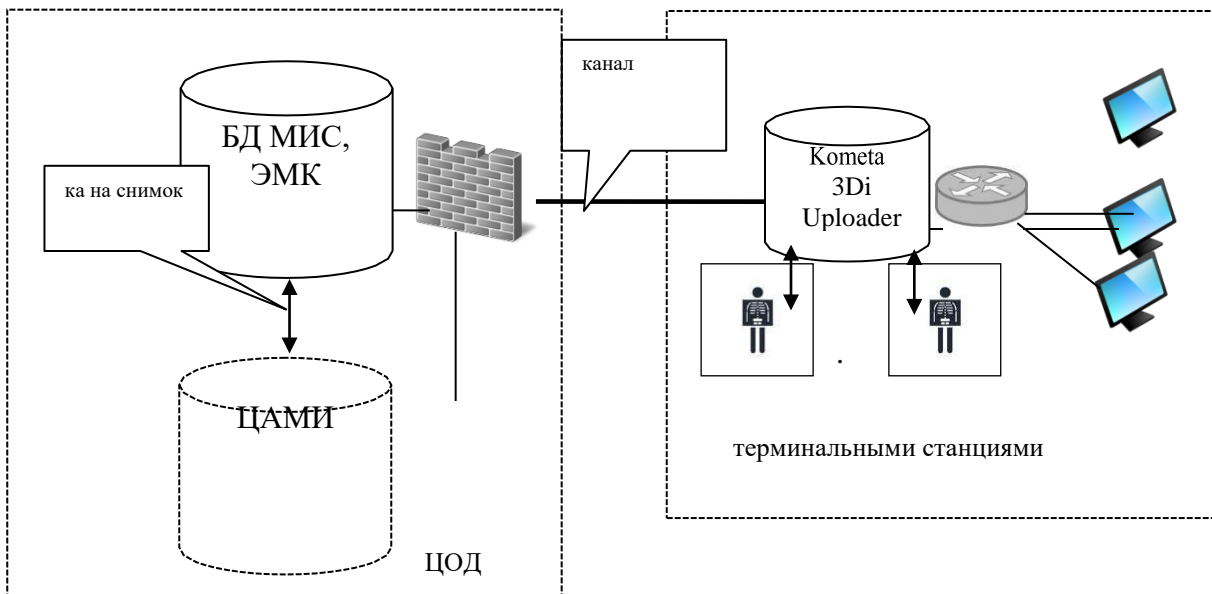 канал
БД МИС,
ЭМК
ка на снимок
Kometa
3Di
Uploader
.
ЦАМИ
терминальными станциями
ЦОД